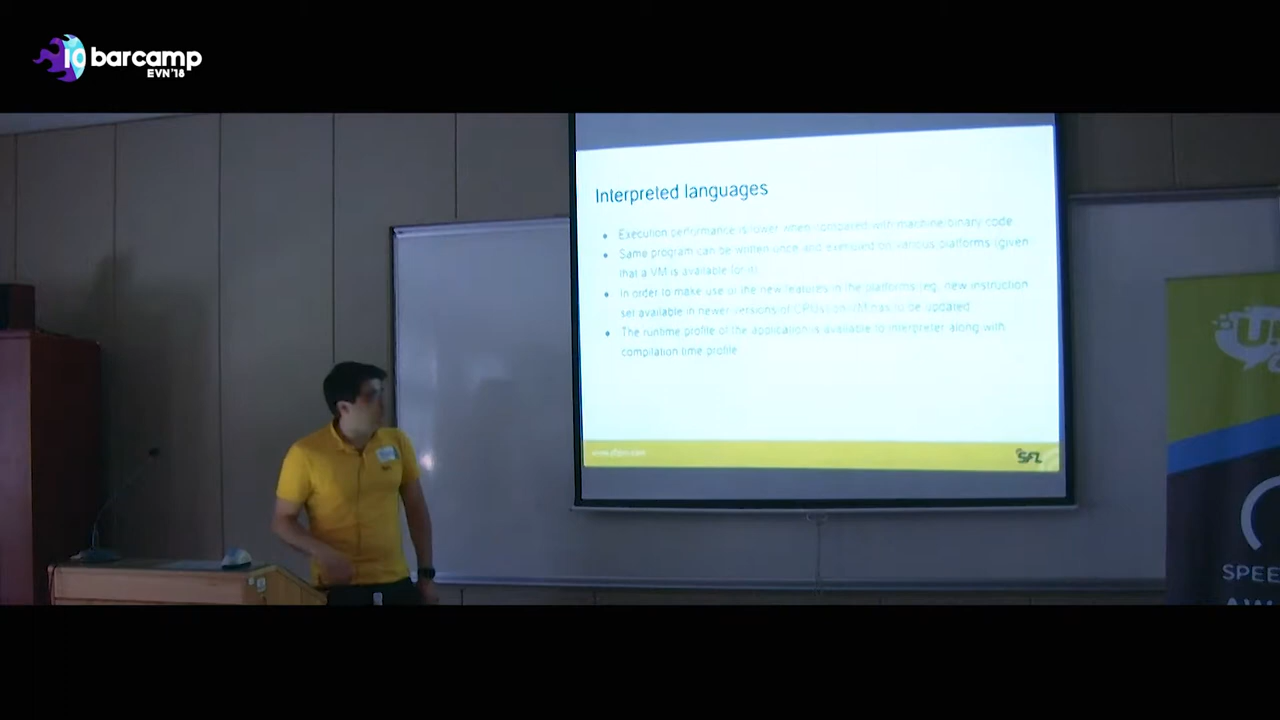 10 barcamp
EVN'18
Interpreted languages
Execution performance is lower when compared with machine binary code
Same program can be written once and executed on various platforms (given
that a VM is available for it)
In order to make use of the new features in the platforms (eg. new instruction
set available in newer versions of CPUs) on VM has to be updated
The runtime profile of the application is available to interpreter along with
compilation time profile
SFL
U!
SPEE